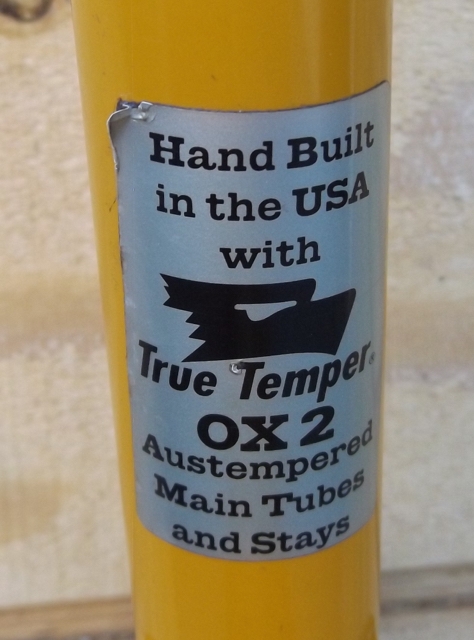 Hand Built
in the USA
with
True Temper®
OX 2
Austempered
Main Tubes
and Stays